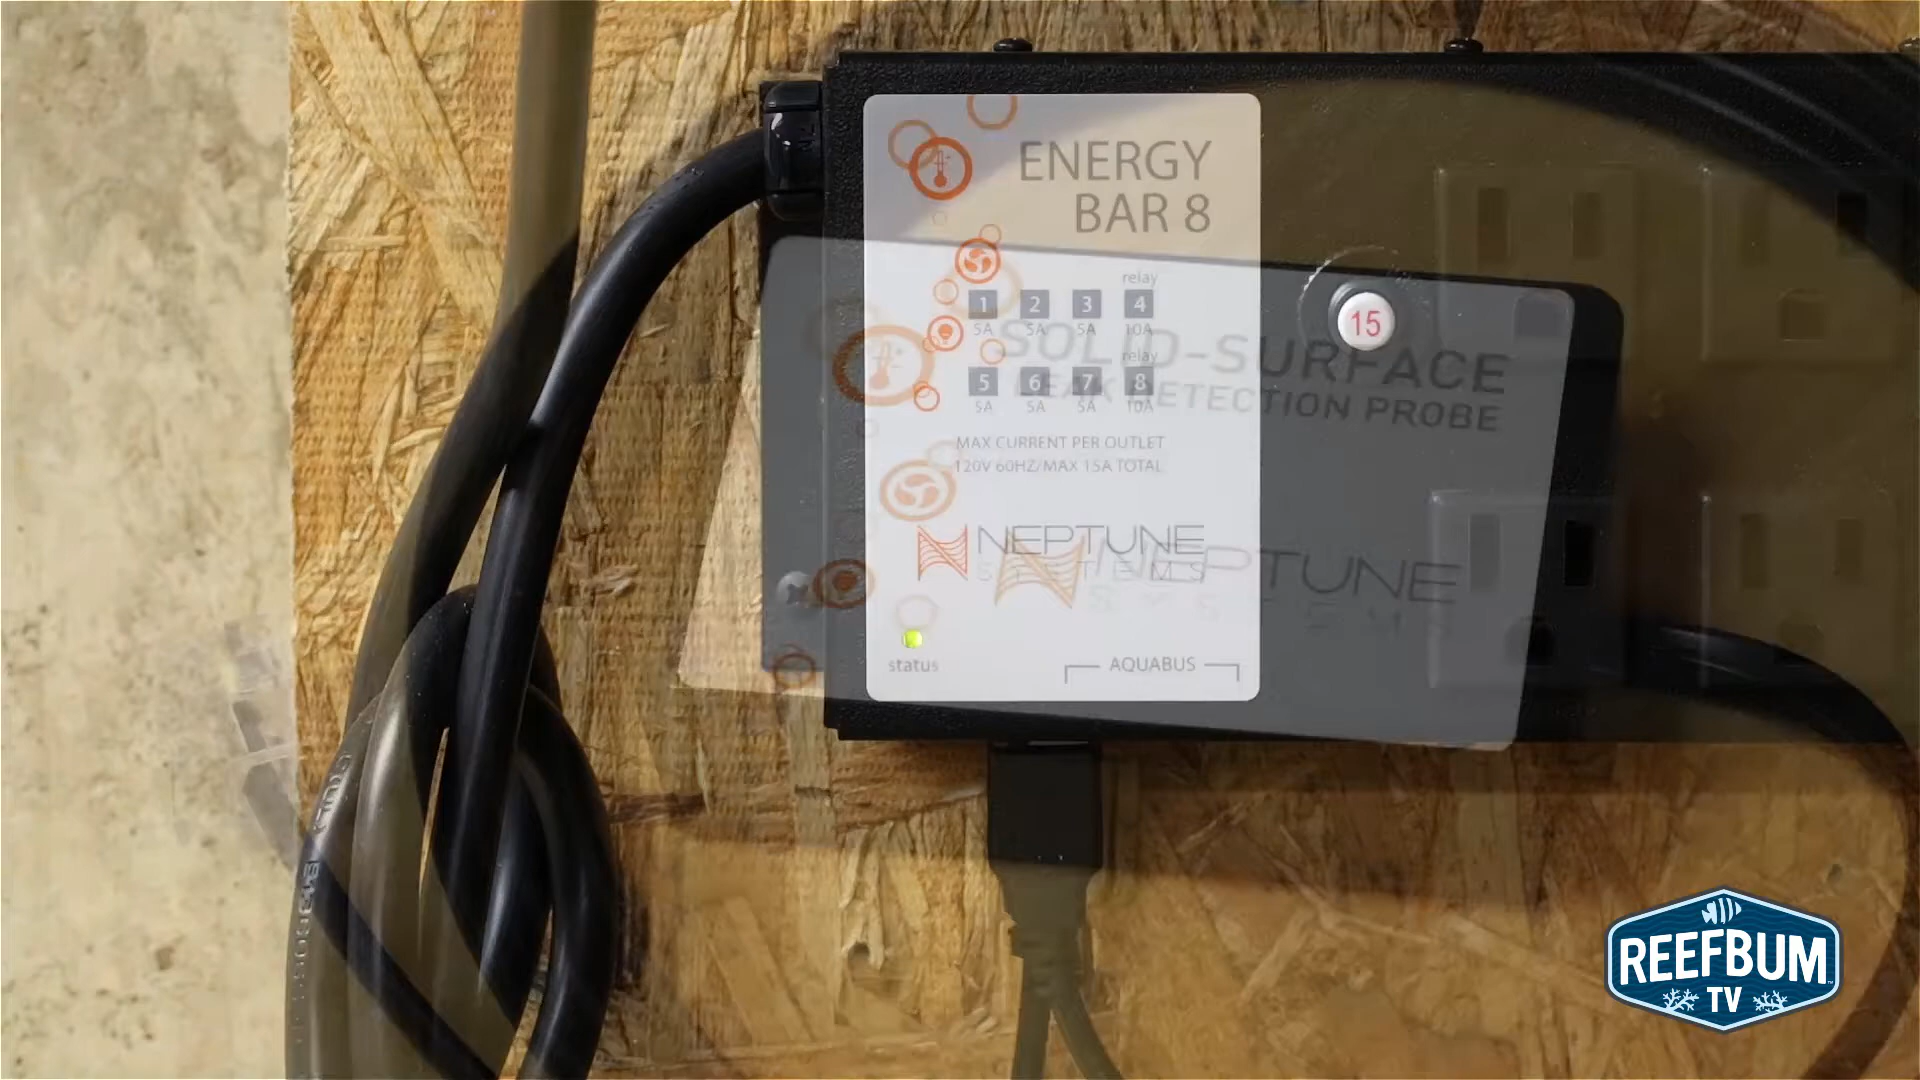 ENERGY
BAR 8
relay
1 2 3 4
5A 5A 5A 10A
relay
5 6 7 8
5A 5A 5A 10A
MAX CURRENT PER OUTLET
120V 60HZ/MAX 15A TOTAL
NEPTUNE
SYSTEMS
status
AQUABUS
15
SOLID-SURFACE
LEAK DETECTION PROBE
NEPTUNE
SYSTEMS
REEFBUM
TV